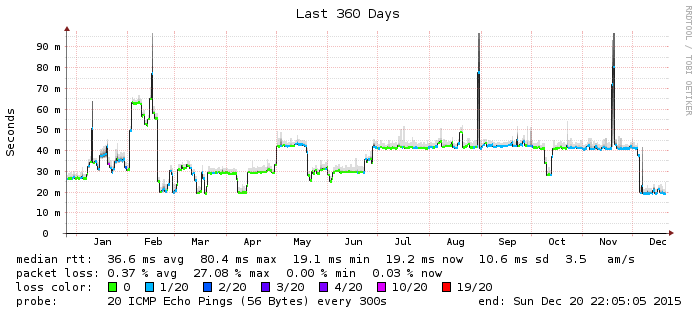 Last 360 Days
RRDTOOL / TOBI OETIKER
Seconds
90 m
80 m
70 m
60 m
50 m
40 m
30 m
20 m
10 m
0
Jan Feb Mar Apr May Jun Jul Aug Sep Oct Nov Dec
median rtt: 36.6 ms avg 80.4 ms max 19.1 ms min 19.2 ms now 10.6 ms sd 3.5 am/s
packet loss: 0.37 % avg 27.08 % max 0.00 % min 0.03 % now
loss color: 0 1/20 2/20 3/20 4/20 10/20 19/20
probe: 20 ICMP Echo Pings (56 Bytes) every 300s end: Sun Dec 20 22:05:05 2015